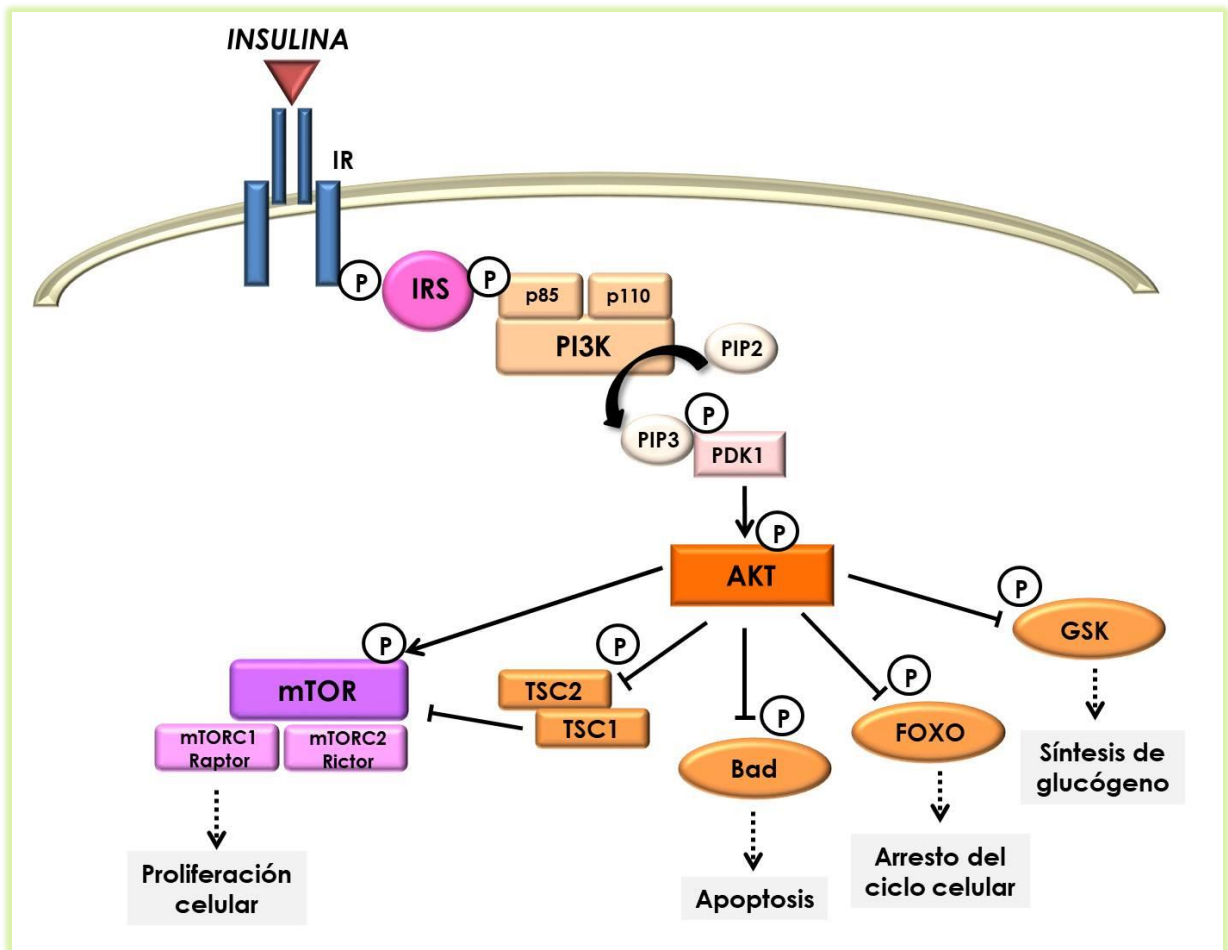 INSULINA
IR
P
IRS
P
p85
p110
PI3K
PIP2
P
PIP3
PDK1
P
AKT
P
GSK
P
mTOR
P
TSC2
TSC1
P
Bad
P
FOXO
mTORC1
Raptor
mTORC2
Rictor
Síntesis de
glucógeno
Proliferación
celular
Apoptosis
Arresto del
ciclo celular